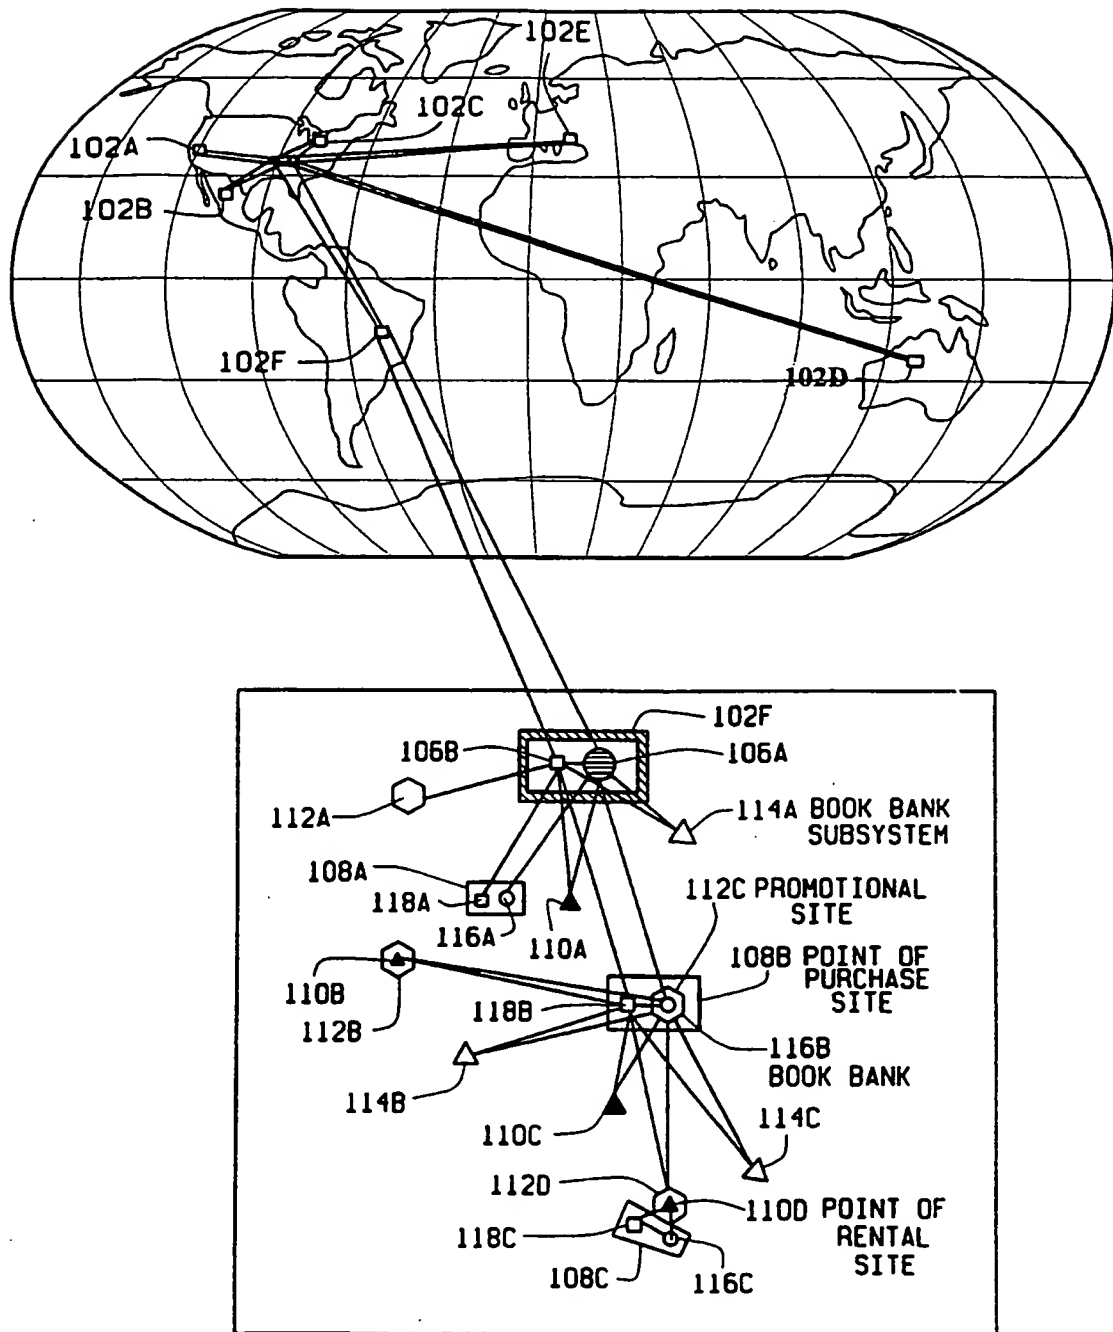 102E
102C
102A
102B
102F
102D
102F
106B
106A
112A
114A BOOK BANK
SUBSYSTEM
108A
118A
116A
110A
112C PROMOTIONAL
SITE
108B POINT OF
PURCHASE
SITE
110B
112B
118B
116B
BOOK BANK
114B
110C
114C
112D
110D POINT OF
RENTAL
SITE
118C
108C
116C